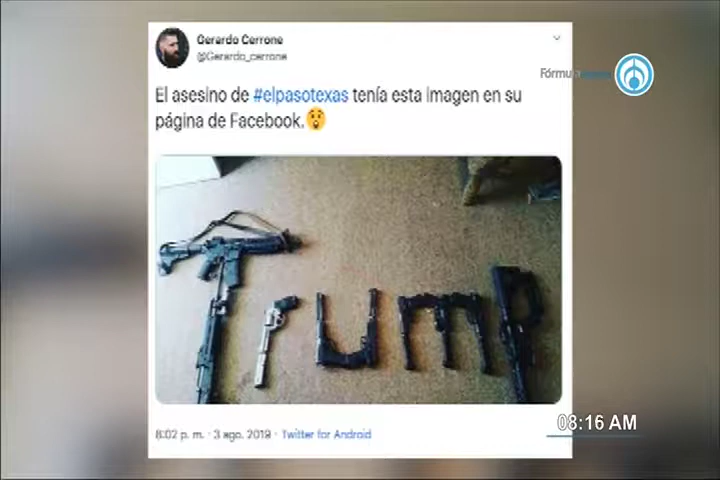 Gerardo Cerrone
@Gerardo_cerrone
El asesino de #elpasotexas tenía esta imagen en su
página de Facebook.😲
Fórmula
Trump
8:02 p. m. · 3 ago. 2019 · Twitter for Android
08:16 AM